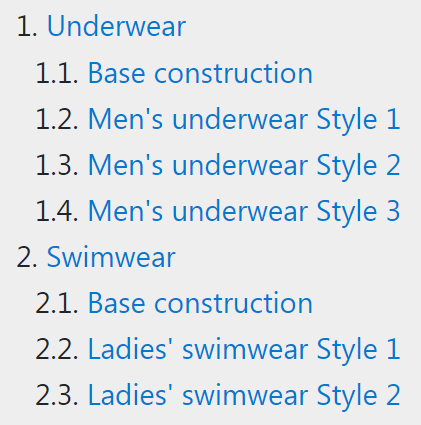 1. Underwear
1.1. Base construction
1.2. Men's underwear Style 1
1.3. Men's underwear Style 2
1.4. Men's underwear Style 3
2. Swimwear
2.1. Base construction
2.2. Ladies' swimwear Style 1
2.3. Ladies' swimwear Style 2